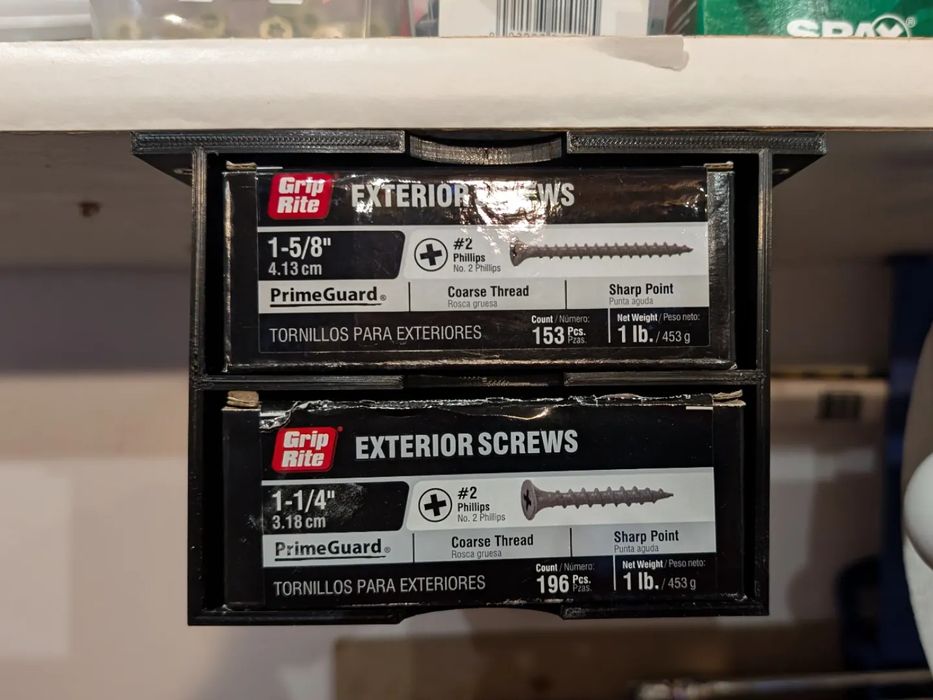 SPAX®
Grip
Rite
EXTERIOR SCREWS
1-5/8"
4.13 cm
#2
Phillips
No. 2 Phillips
PrimeGuard®
Coarse Thread
Rosca gruesa
Sharp Point
Punta aguda
TORNILLOS PARA EXTERIORES
Count / Número:
153 Pcs.
Pzas.
Net Weight / Peso neto:
1 lb. / 453 g
Grip
Rite
EXTERIOR SCREWS
1-1/4"
3.18 cm
#2
Phillips
No. 2 Phillips
PrimeGuard®
Coarse Thread
Rosca gruesa
Sharp Point
Punta aguda
TORNILLOS PARA EXTERIORES
Count / Número:
196 Pcs.
Pzas.
Net Weight / Peso neto:
1 lb. / 453 g